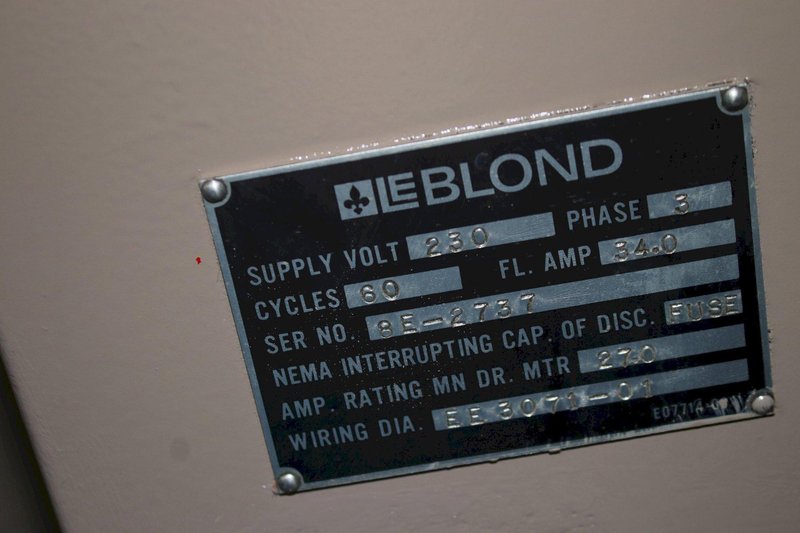 LEBLOND
SUPPLY VOLT 230 PHASE 3
CYCLES 60 FL. AMP 34.0
SER NO. 8E-2737
NEMA INTERRUPTING CAP. OF DISC. FUSE
AMP. RATING MN DR. MTR 27.0
WIRING DIA. EE3071-01